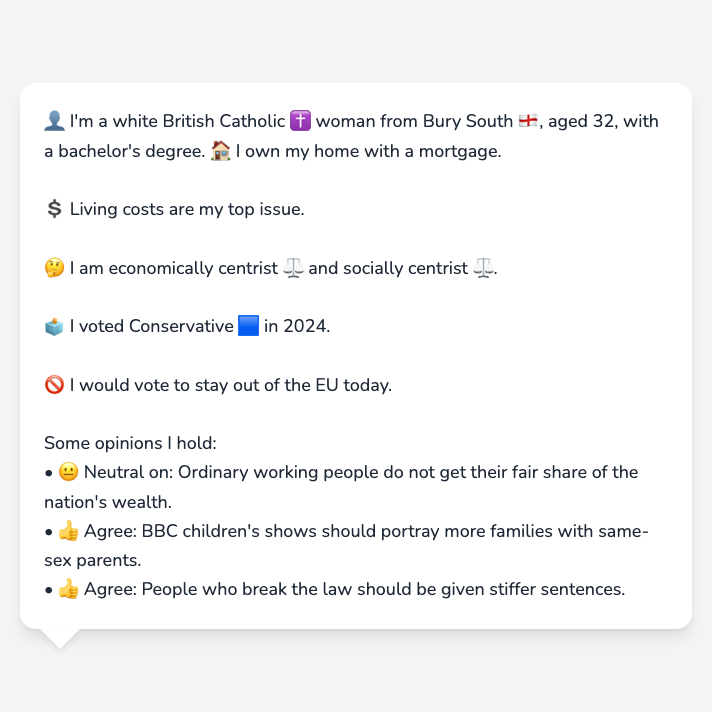 👤 I'm a white British Catholic ✝️ woman from Bury South 🏴󠁧󠁢󠁥󠁮󠁧󠁿, aged 32, with
a bachelor's degree. 🏠 I own my home with a mortgage.
💲 Living costs are my top issue.
🤔 I am economically centrist ⚖️ and socially centrist ⚖️.
🗳️ I voted Conservative 🟦 in 2024.
🚫 I would vote to stay out of the EU today.
Some opinions I hold:
• 😐 Neutral on: Ordinary working people do not get their fair share of the
nation's wealth.
• 👍 Agree: BBC children's shows should portray more families with same-
sex parents.
• 👍 Agree: People who break the law should be given stiffer sentences.